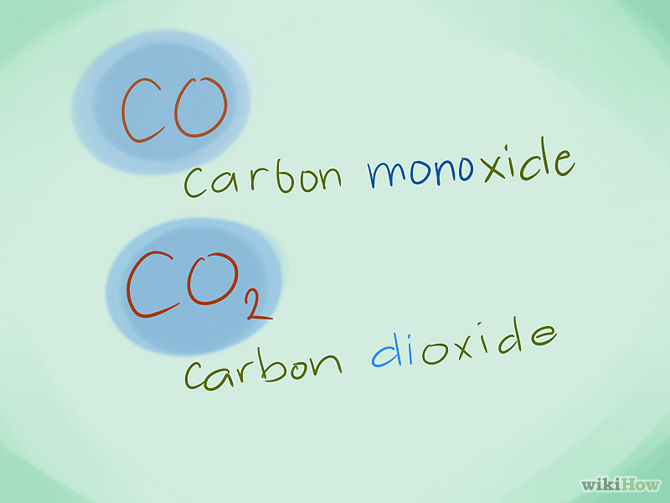 CO
carbon monoxide
CO₂
carbon dioxide
wikiHow